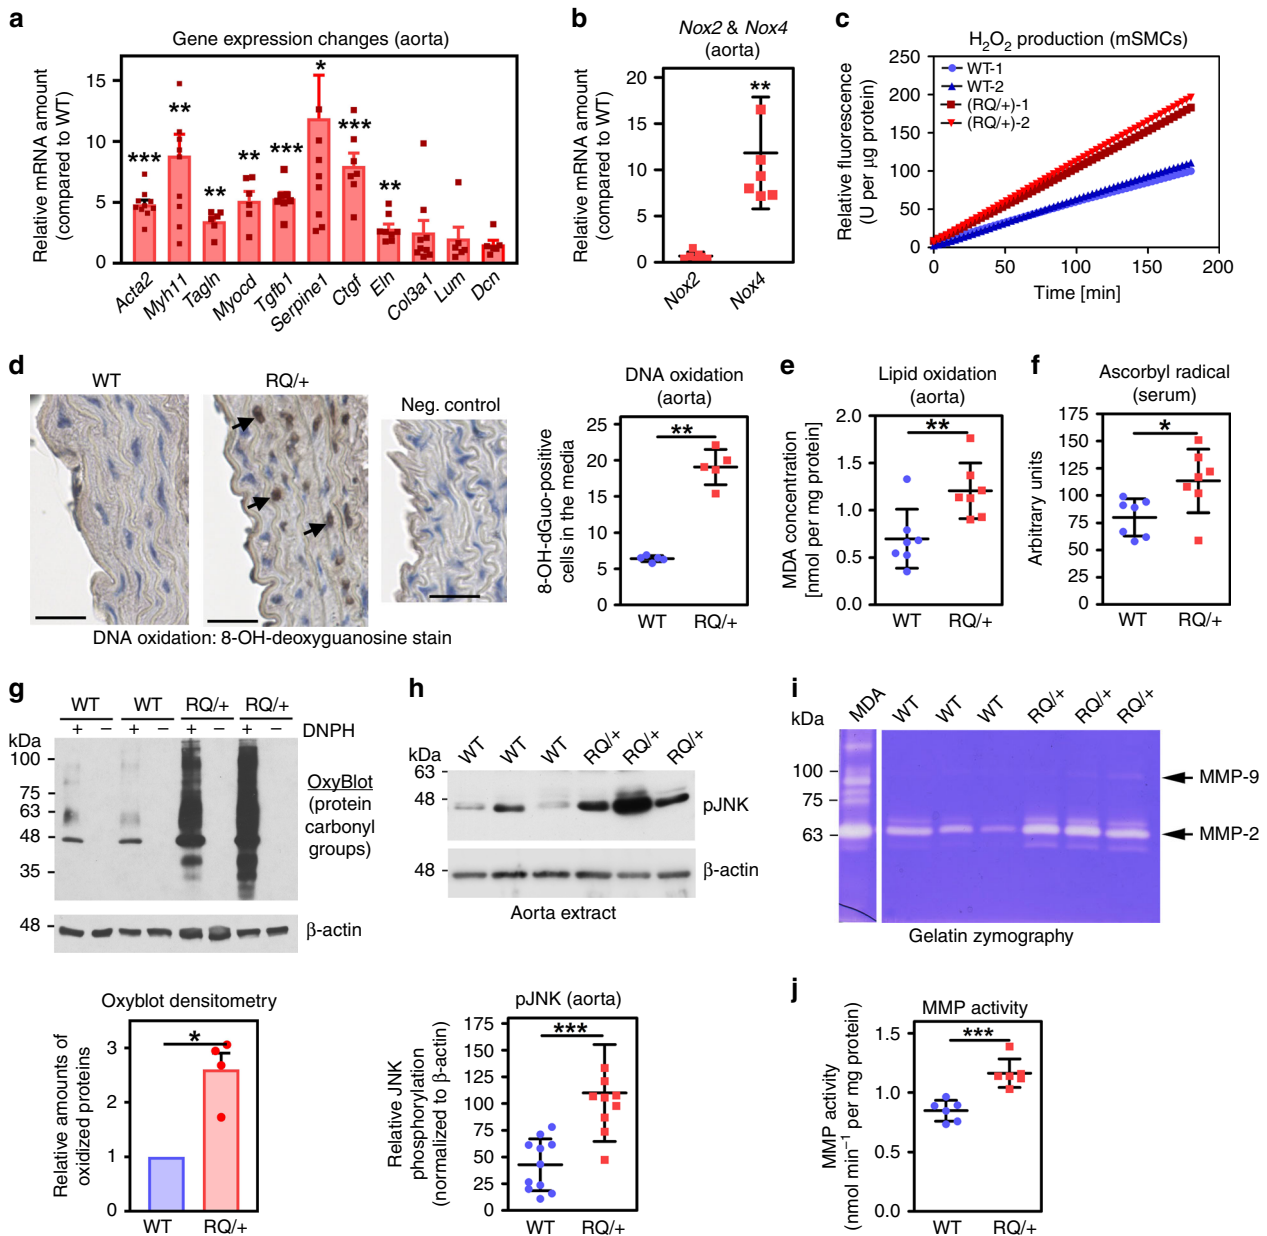 a
Gene expression changes (aorta)
Relative mRNA amount
(compared to WT)
15
10
5
0
***
**
**
**
***
*
***
**
Acta2
Myh11
Tagln
Myocd
Tgfb1
Serpine1
Ctgf
Eln
Col3a1
Lum
Dcn
b
Nox2 & Nox4
(aorta)
Relative mRNA amount
(compared to WT)
20
15
10
5
0
**
Nox2
Nox4
c
H₂O₂ production (mSMCs)
Relative fluorescence
(U per µg protein)
250
200
150
100
50
0
WT-1
WT-2
(RQ/+)-1
(RQ/+)-2
0 50 100 150 200
Time [min]
d
WT
RQ/+
Neg. control
DNA oxidation: 8-OH-deoxyguanosine stain
DNA oxidation
(aorta)
8-OH-dGuo-positive
cells in the media
25
20
15
10
5
0
**
WT RQ/+
e
Lipid oxidation
(aorta)
MDA concentration
[nmol per mg protein]
2.0
1.5
1.0
0.5
0.0
**
WT RQ/+
f
Ascorbyl radical
(serum)
Arbitrary units
175
150
125
100
75
50
25
0
*
WT RQ/+
g
WT WT RQ/+ RQ/+
+ − + − + − + − DNPH
kDa
100
75
63
48
35
OxyBlot
(protein
carbonyl
groups)
48
β-actin
Oxyblot densitometry
Relative amounts of
oxidized proteins
3
2
1
0
*
WT RQ/+
h
kDa
WT WT WT RQ/+ RQ/+ RQ/+
63
48
pJNK
48
β-actin
Aorta extract
pJNK (aorta)
Relative JNK
phosphorylation
(normalized to β-actin)
175
150
125
100
75
50
25
0
***
WT RQ/+
i
kDa
MDA WT WT WT RQ/+ RQ/+ RQ/+
100
75
63
MMP-9
MMP-2
Gelatin zymography
j
MMP activity
MMP activity
(nmol min⁻¹ per mg protein)
1.5
1.0
0.5
0.0
***
WT RQ/+